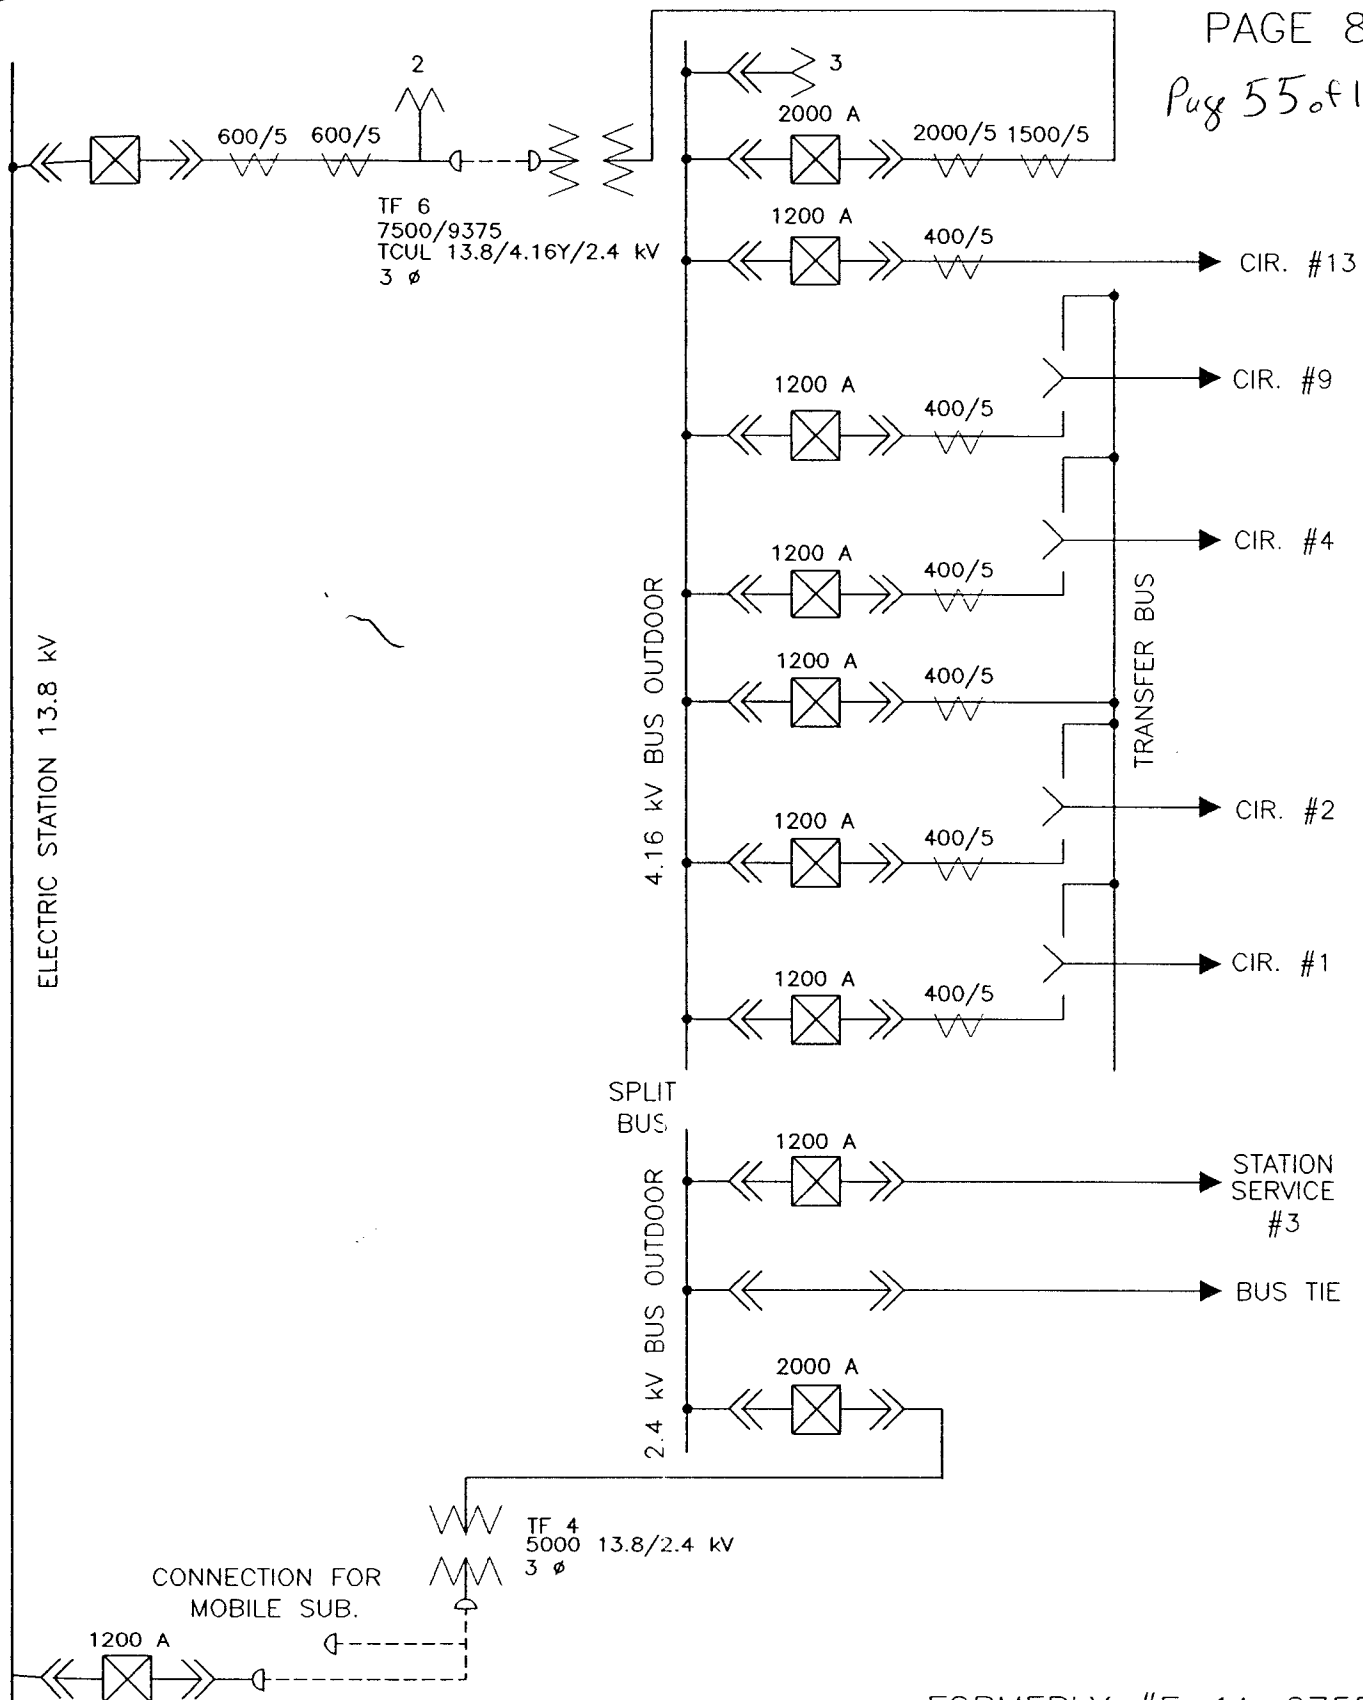 PAGE 8
Page 55 of 1
2
3
2000 A
600/5 600/5
2000/5 1500/5
TF 6
7500/9375
TCUL 13.8/4.16Y/2.4 kV
3 ø
1200 A
400/5
CIR. #13
CIR. #9
1200 A
400/5
CIR. #4
1200 A
400/5
1200 A
400/5
CIR. #2
1200 A
400/5
CIR. #1
1200 A
400/5
ELECTRIC STATION 13.8 kV
4.16 kV BUS OUTDOOR
TRANSFER BUS
SPLIT
BUS
1200 A
STATION
SERVICE
#3
BUS TIE
2.4 kV BUS OUTDOOR
2000 A
TF 4
5000 13.8/2.4 kV
3 ø
CONNECTION FOR
MOBILE SUB.
1200 A